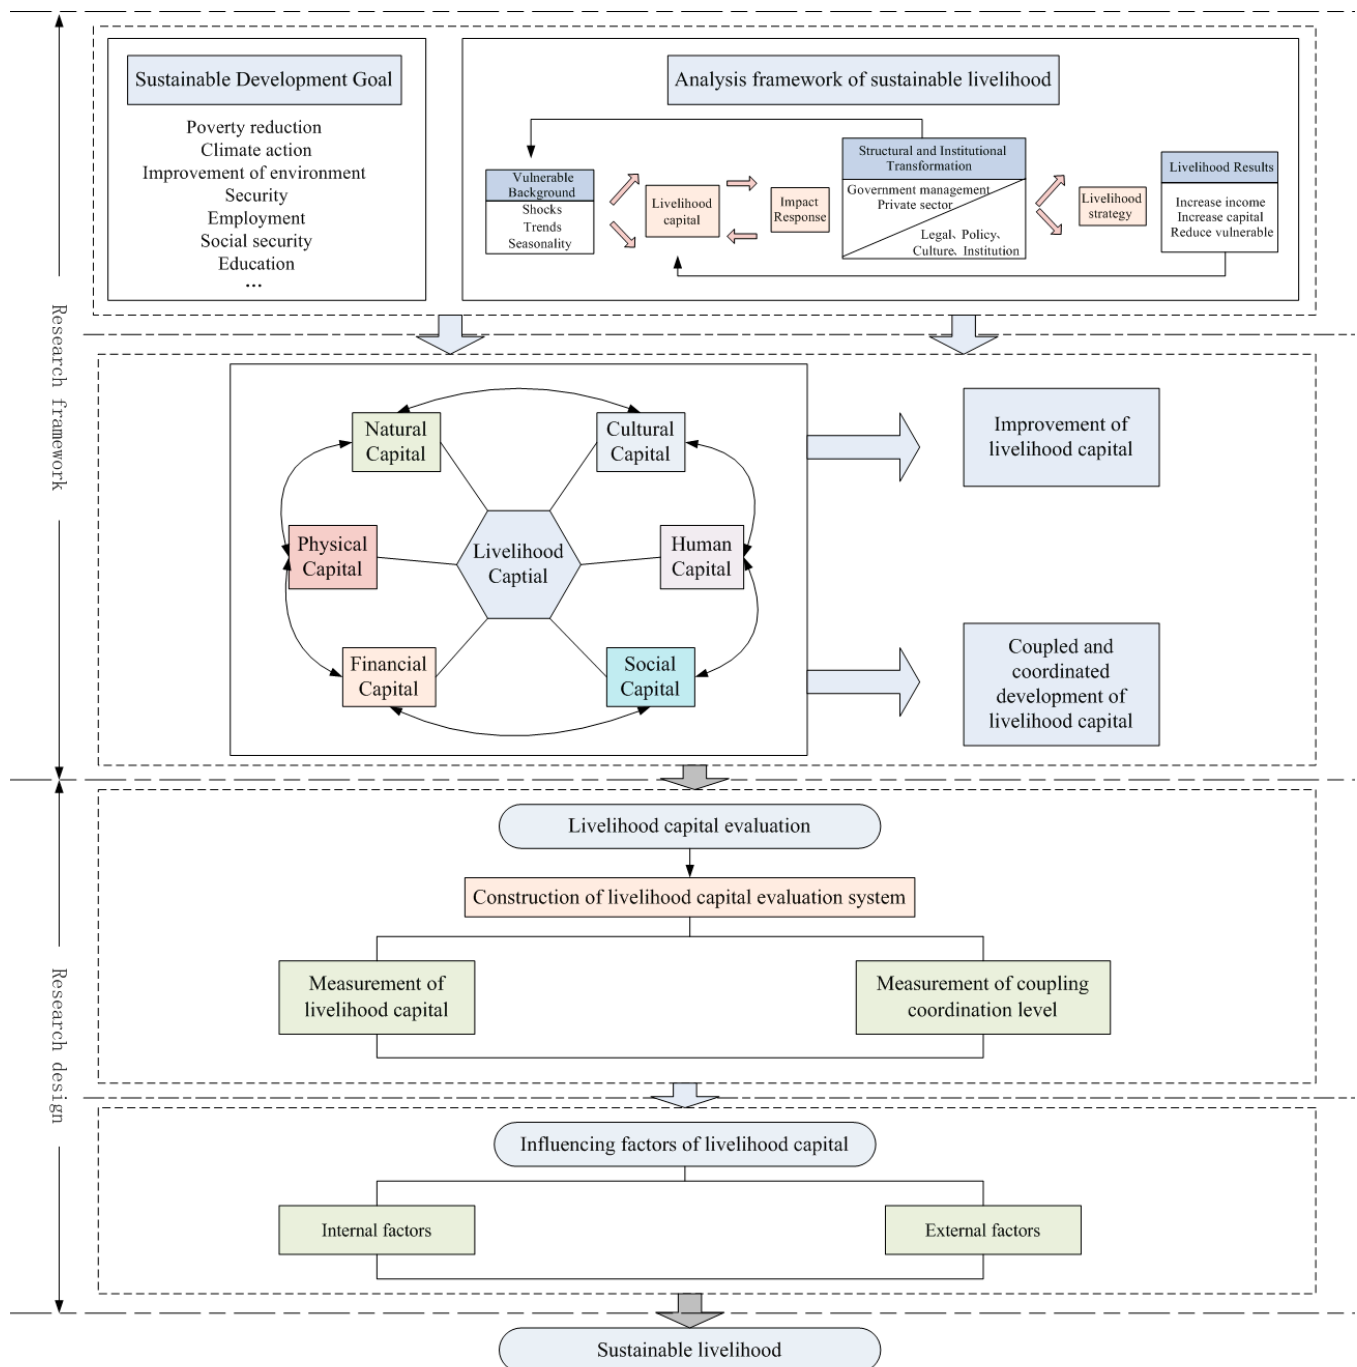 Research framework
Sustainable Development Goal
Poverty reduction
Climate action
Improvement of environment
Security
Employment
Social security
Education
...
Analysis framework of sustainable livelihood
Vulnerable
Background
Shocks
Trends
Seasonality
Livelihood
capital
Impact
Response
Structural and Institutional
Transformation
Government management
Private sector
Legal、Policy、
Culture、Institution
Livelihood
strategy
Livelihood Results
Increase income
Increase capital
Reduce vulnerable
Natural
Capital
Cultural
Capital
Physical
Capital
Livelihood
Captial
Human
Capital
Financial
Capital
Social
Capital
Improvement of
livelihood capital
Coupled and
coordinated
development of
livelihood capital
Research design
Livelihood capital evaluation
Construction of livelihood capital evaluation system
Measurement of
livelihood capital
Measurement of coupling
coordination level
Influencing factors of livelihood capital
Internal factors
External factors
Sustainable livelihood